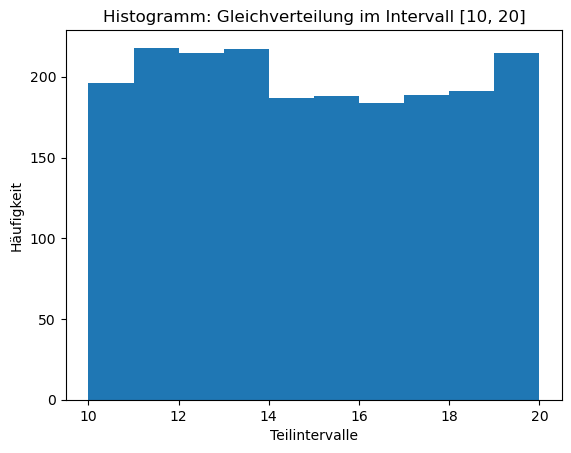 Histogramm: Gleichverteilung im Intervall [10, 20]
Häufigkeit
200
150
100
50
0
10 12 14 16 18 20
Teilintervalle